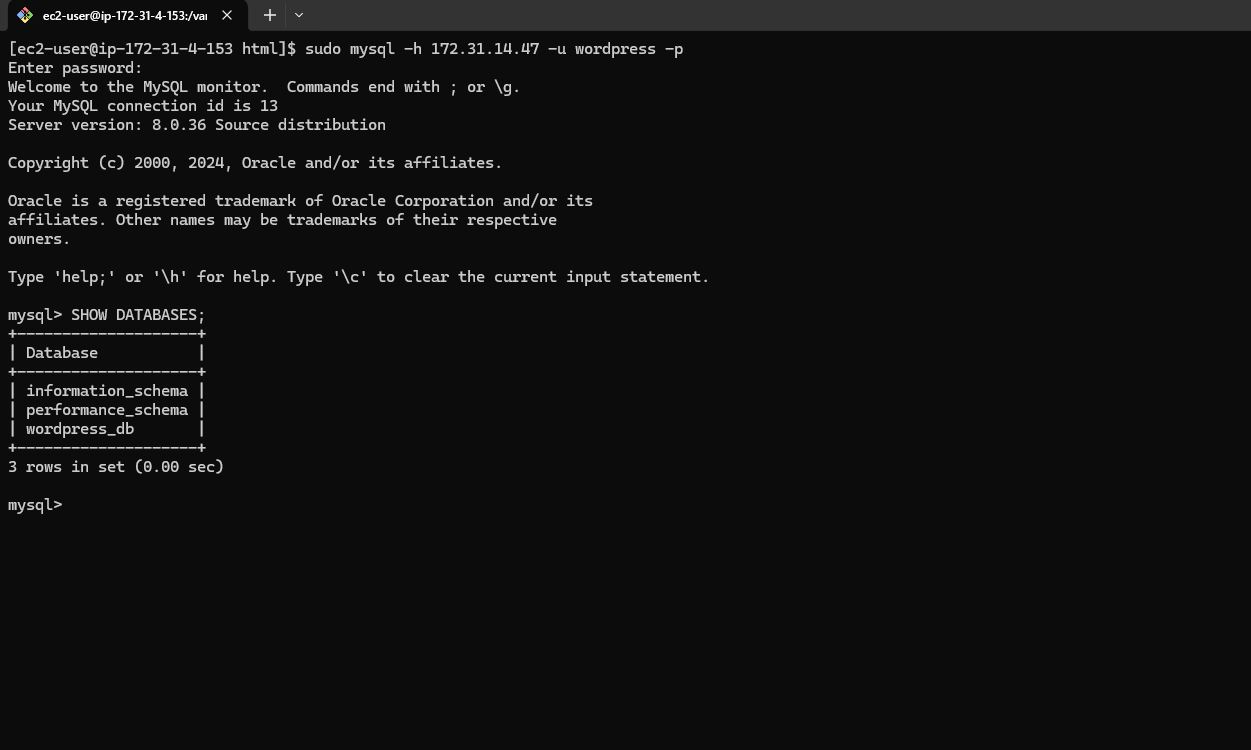 ec2-user@ip-172-31-4-153:/var
[ec2-user@ip-172-31-4-153 html]$ sudo mysql -h 172.31.14.47 -u wordpress -p
Enter password:
Welcome to the MySQL monitor.  Commands end with ; or \g.
Your MySQL connection id is 13
Server version: 8.0.36 Source distribution
Copyright (c) 2000, 2024, Oracle and/or its affiliates.
Oracle is a registered trademark of Oracle Corporation and/or its
affiliates. Other names may be trademarks of their respective
owners.
Type 'help;' or '\h' for help. Type '\c' to clear the current input statement.
mysql> SHOW DATABASES;
+--------------------+
| Database           |
+--------------------+
| information_schema |
| performance_schema |
| wordpress_db       |
+--------------------+
3 rows in set (0.00 sec)
mysql>